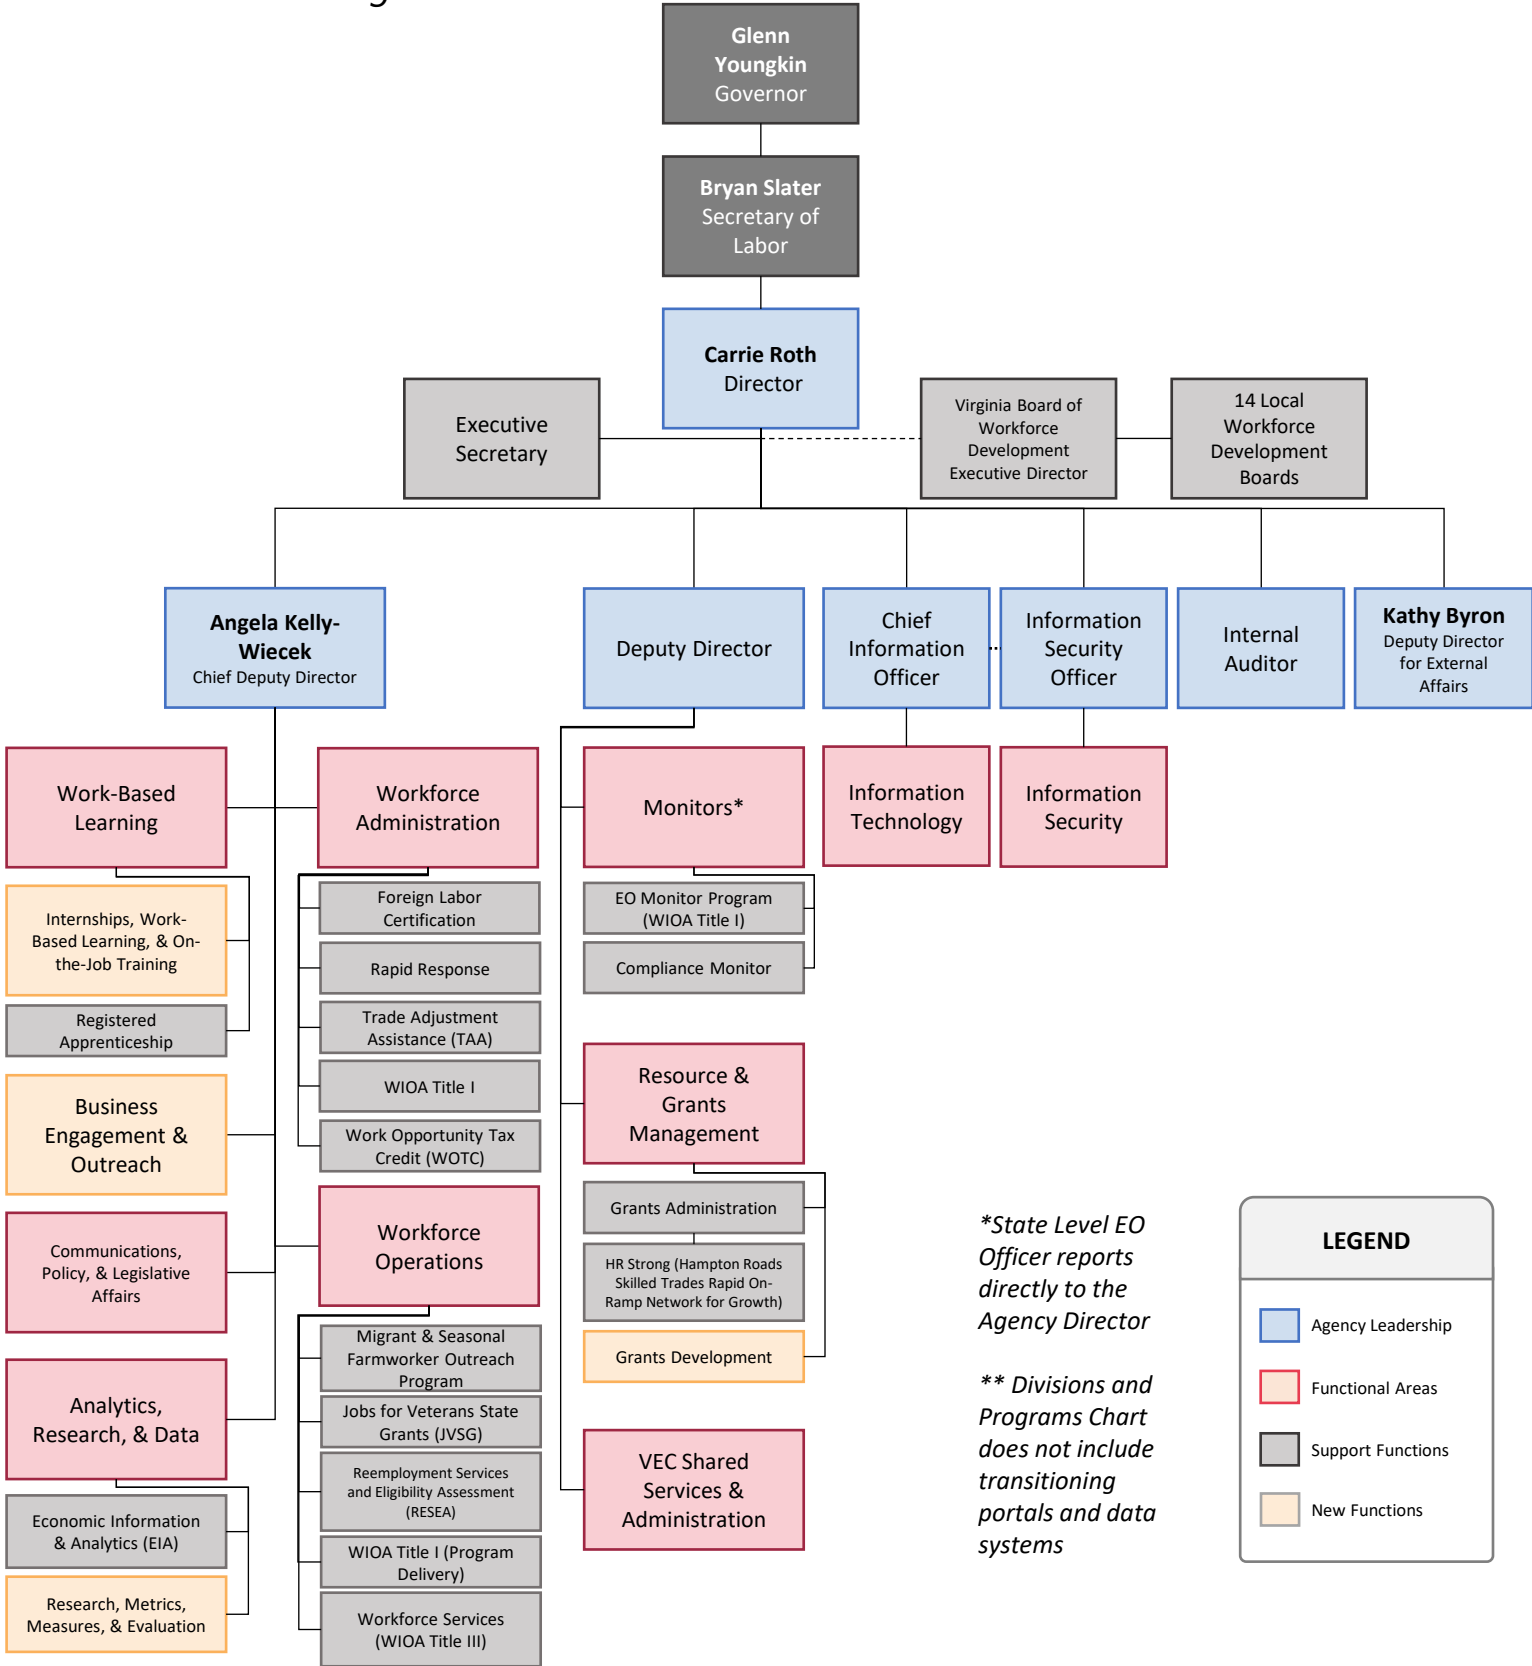 Glenn
Youngkin
Governor
Bryan Slater
Secretary of
Labor
Carrie Roth
Director
Executive
Secretary
Virginia Board of
Workforce
Development
Executive Director
14 Local
Workforce
Development
Boards
Angela Kelly-
Wiecek
Chief Deputy Director
Deputy Director
Chief
Information
Officer
Information
Security
Officer
Internal
Auditor
Kathy Byron
Deputy Director
for External
Affairs
Work-Based
Learning
Workforce
Administration
Monitors*
Information
Technology
Information
Security
Internships, Work-
Based Learning, & On-
the-Job Training
Registered
Apprenticeship
Business
Engagement &
Outreach
Communications,
Policy, & Legislative
Affairs
Analytics,
Research, & Data
Economic Information
& Analytics (EIA)
Research, Metrics,
Measures, & Evaluation
Foreign Labor
Certification
Rapid Response
Trade Adjustment
Assistance (TAA)
WIOA Title I
Work Opportunity Tax
Credit (WOTC)
Workforce
Operations
Migrant & Seasonal
Farmworker Outreach
Program
Jobs for Veterans State
Grants (JVSG)
Reemployment Services
and Eligibility Assessment
(RESEA)
WIOA Title I (Program
Delivery)
Workforce Services
(WIOA Title III)
EO Monitor Program
(WIOA Title I)
Compliance Monitor
Resource &
Grants
Management
Grants Administration
HR Strong (Hampton Roads
Skilled Trades Rapid On-
Ramp Network for Growth)
Grants Development
VEC Shared
Services &
Administration
*State Level EO
Officer reports
directly to the
Agency Director
** Divisions and
Programs Chart
does not include
transitioning
portals and data
systems
LEGEND
Agency Leadership
Functional Areas
Support Functions
New Functions